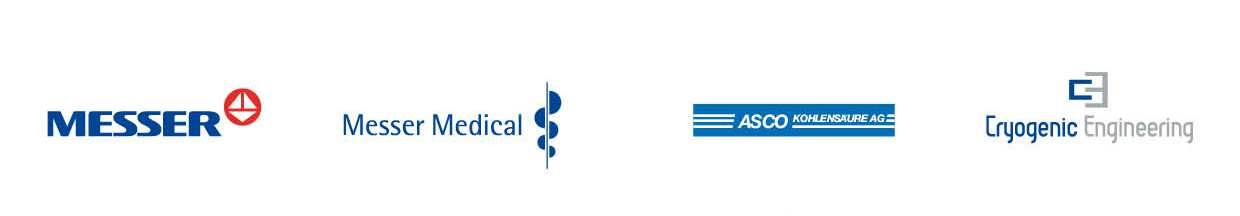 MESSER
Messer Medical
ASCO KOHLENSÄURE AG
Cryogenic Engineering